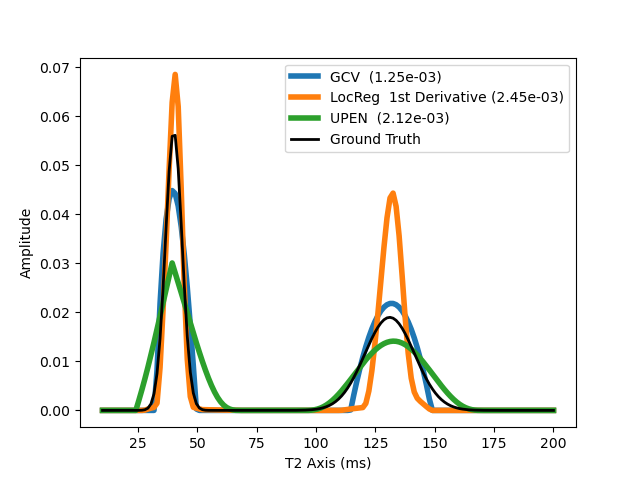 0.07
0.06
0.05
0.04
0.03
0.02
0.01
0.00
Amplitude
GCV  (1.25e-03)
LocReg  1st Derivative (2.45e-03)
UPEN  (2.12e-03)
Ground Truth
25 50 75 100 125 150 175 200
T2 Axis (ms)